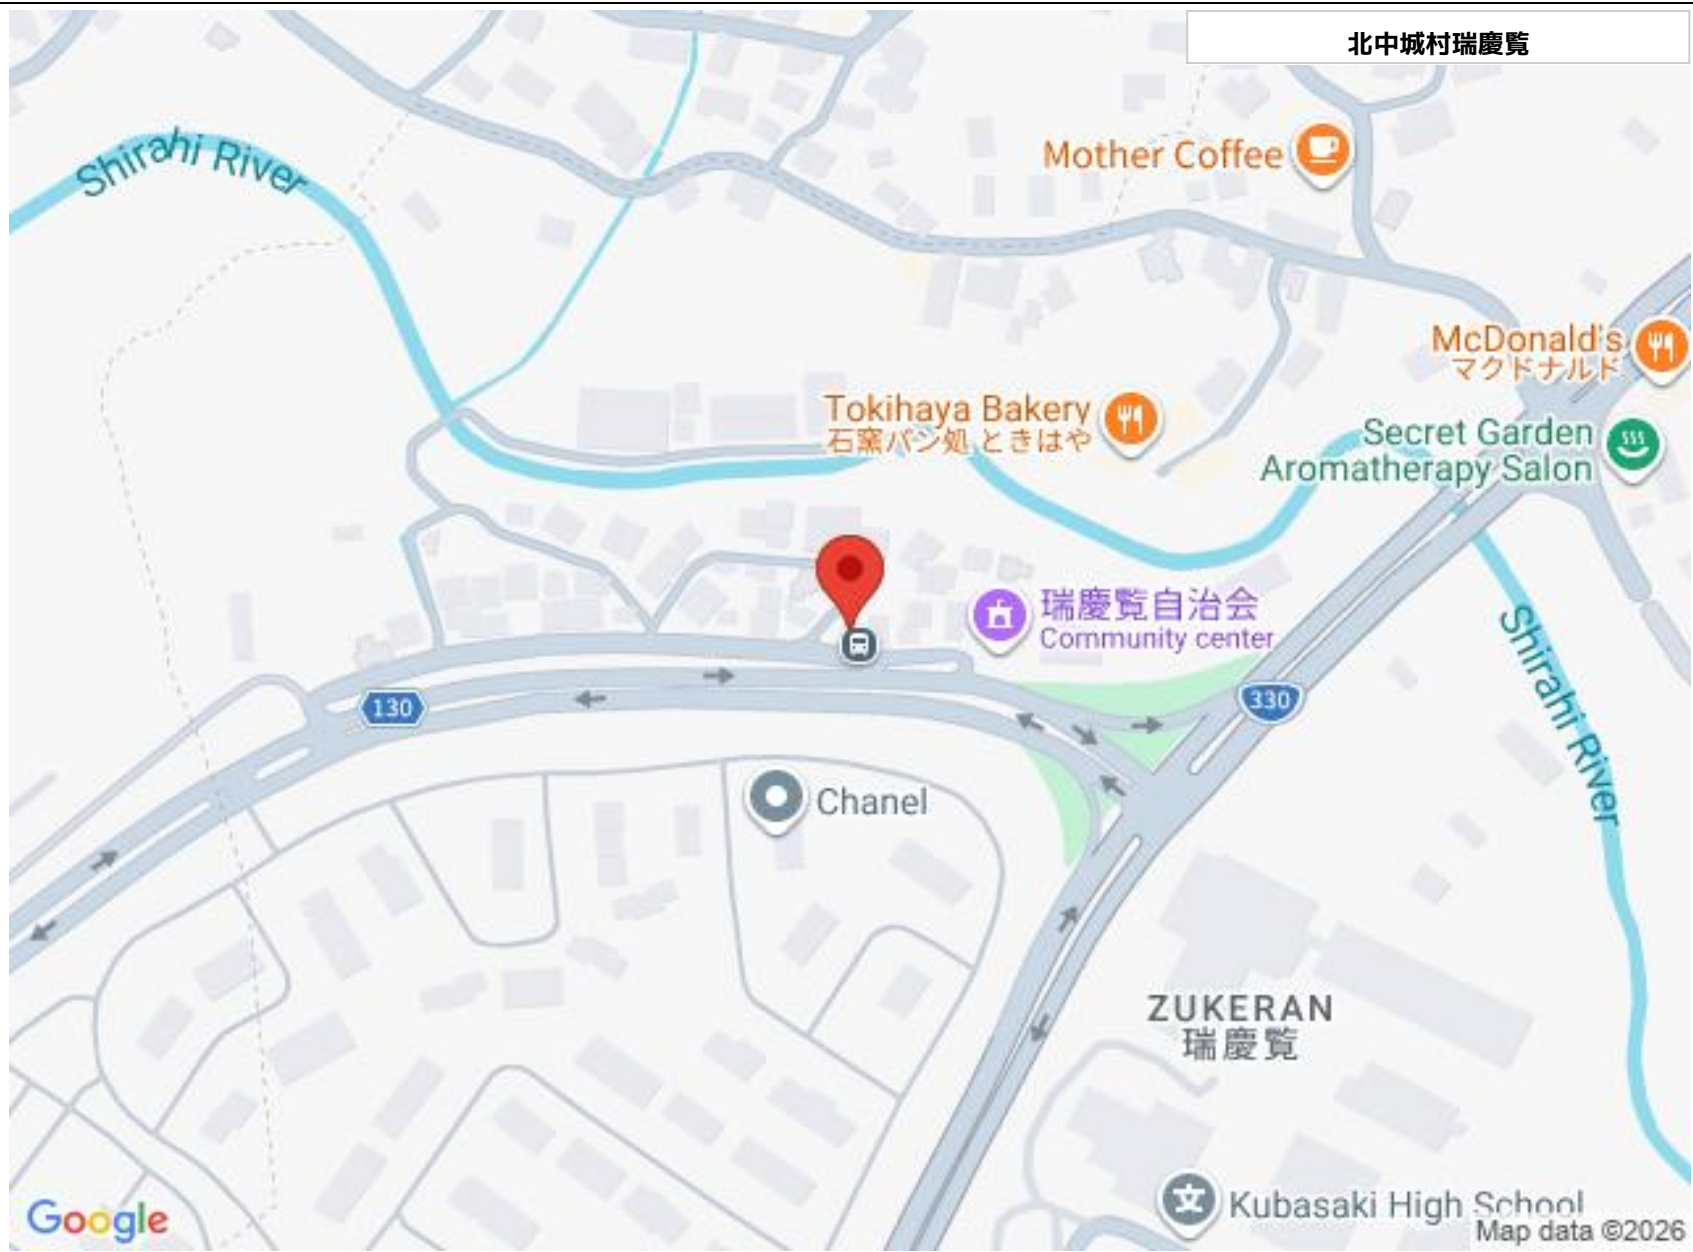 北中城村瑞慶覧
Shirahi River
Mother Coffee
McDonald's
マクドナルド
Tokihaya Bakery
石窯パン処 ときはや
Secret Garden
Aromatherapy Salon
瑞慶覧自治会
Community center
Shirahi River
130
330
Chanel
ZUKERAN
瑞慶覧
Kubasaki High School
Google
Map data ©2026